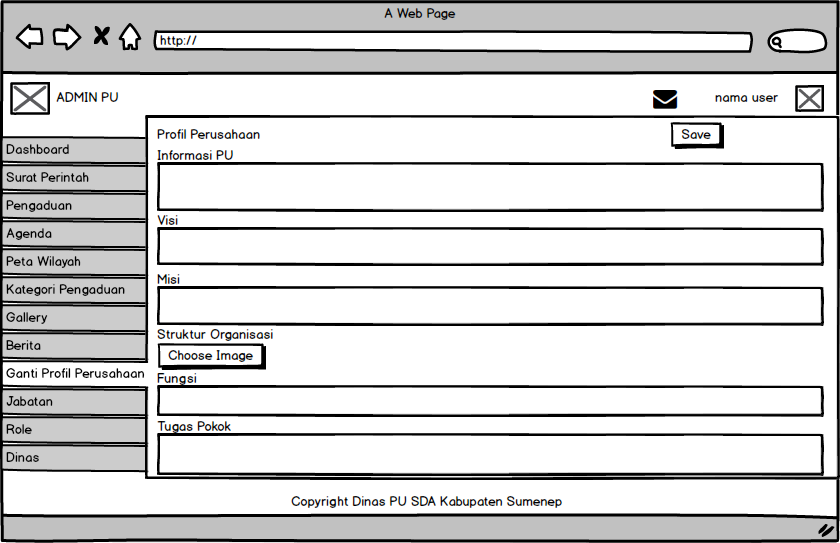 A Web Page
http://
ADMIN PU
nama user
Profil Perusahaan
Save
Informasi PU
Visi
Misi
Struktur Organisasi
Choose Image
Fungsi
Tugas Pokok
Dashboard
Surat Perintah
Pengaduan
Agenda
Peta Wilayah
Kategori Pengaduan
Gallery
Berita
Ganti Profil Perusahaan
Jabatan
Role
Dinas
Copyright Dinas PU SDA Kabupaten Sumenep